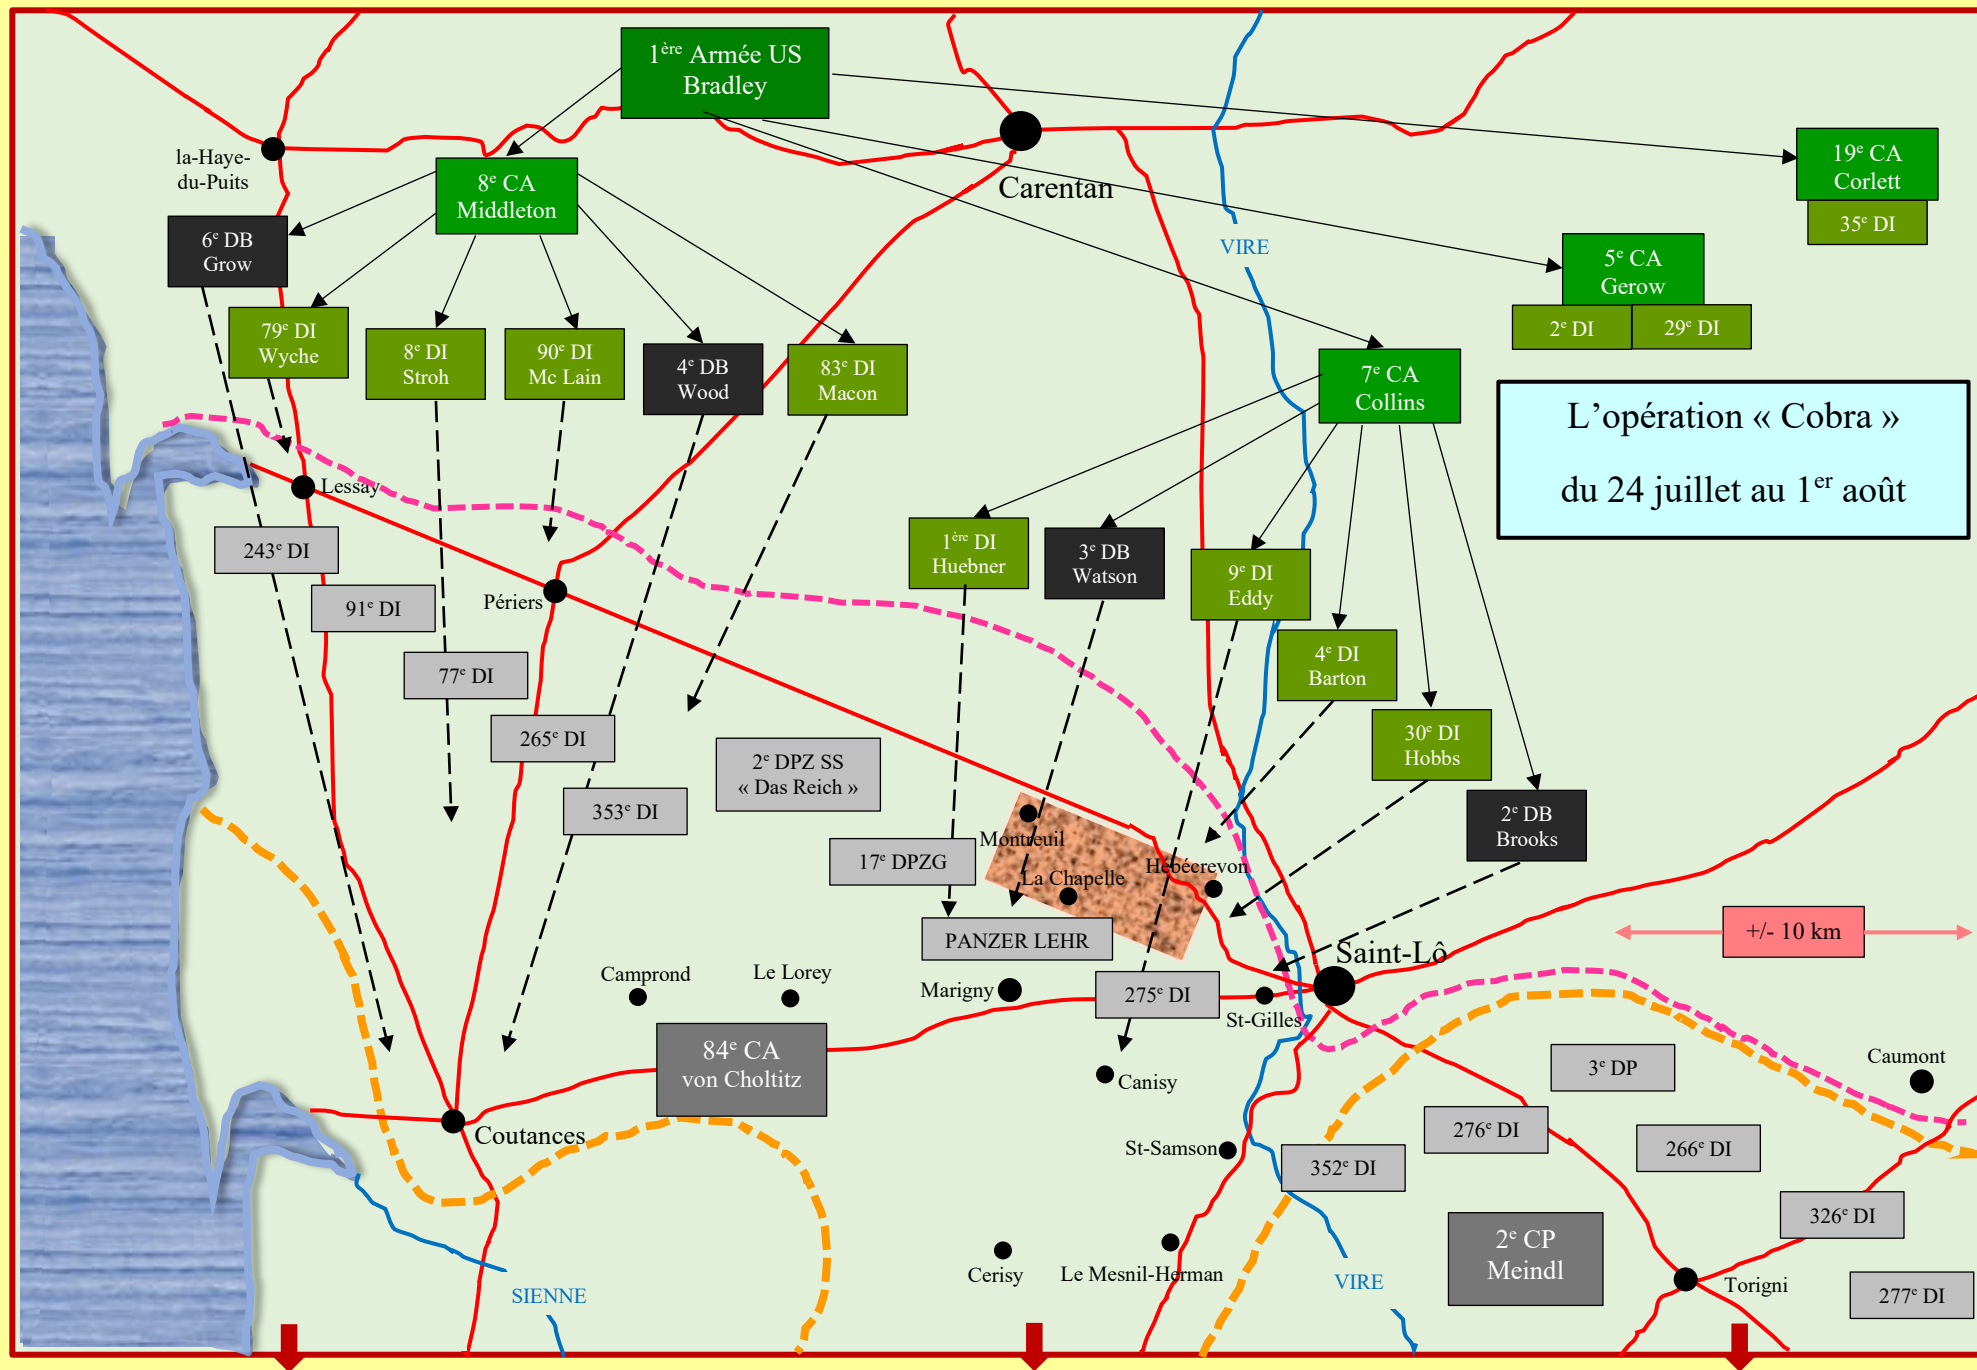 1ère Armée US
Bradley
la-Haye-
du-Puits
Carentan
8e CA
Middleton
19e CA
Corlett
35e DI
6e DB
Grow
VIRE
5e CA
Gerow
2e DI
29e DI
79e DI
Wyche
8e DI
Stroh
90e DI
Mc Lain
4e DB
Wood
83e DI
Macon
7e CA
Collins
L’opération « Cobra »
du 24 juillet au 1er août
Lessay
243e DI
91e DI
Périers
1ère DI
Huebner
3e DB
Watson
9e DI
Eddy
4e DI
Barton
77e DI
265e DI
30e DI
Hobbs
2e DPZ SS
« Das Reich »
353e DI
2e DB
Brooks
17e DPZG
Montreuil
La Chapelle
Hébécrevon
PANZER LEHR
+/- 10 km
Saint-Lô
Camprond
Le Lorey
Marigny
275e DI
St-Gilles
84e CA
von Choltitz
Canisy
3e DP
Caumont
Coutances
St-Samson
276e DI
352e DI
266e DI
326e DI
2e CP
Meindl
Cerisy
Le Mesnil-Herman
SIENNE
VIRE
Torigni
277e DI